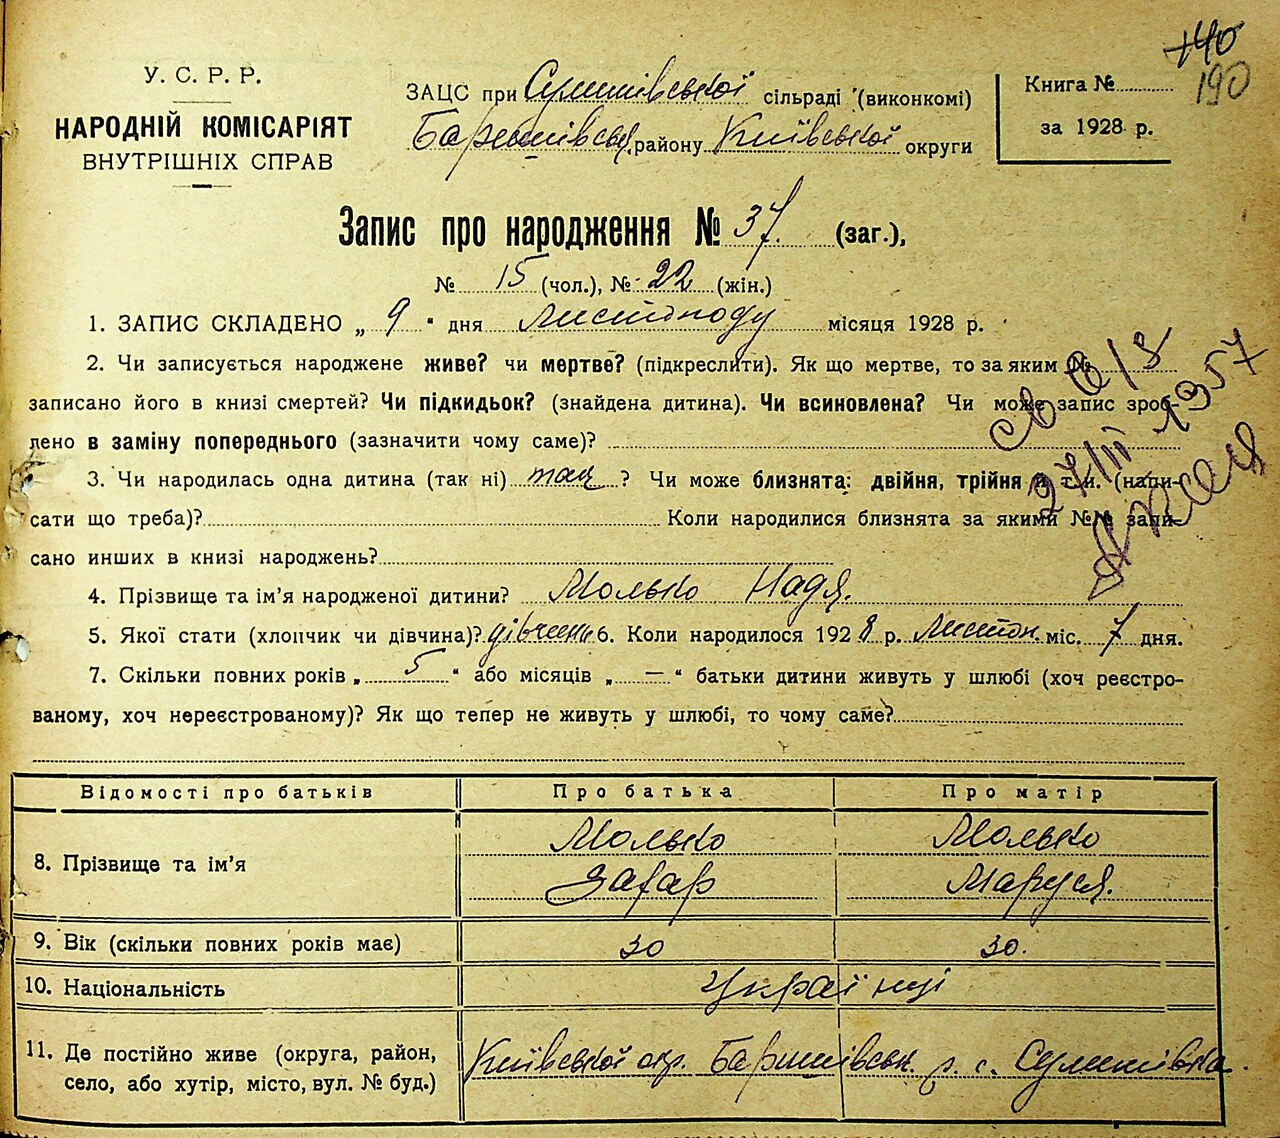 190
У. С. Р. Р.
НАРОДНІЙ КОМІСАРІЯТ
ВНУТРІШНІХ СПРАВ
ЗАЦС при Сулимівської сільраді (виконкомі)
Баришівськ. району Київської округи
Книга №
за 1928 р.
Запис про народження № 37. (заг.),
№ 15 (чол.), № 22 (жін.)
1. ЗАПИС СКЛАДЕНО „ 9 “ дня Листопаду місяця 1928 р.
2. Чи записується народжене живе? чи мертве? (підкреслити). Як що мертве, то за яким №
записано його в книзі смертей? Чи підкидьок? (знайдена дитина). Чи всиновлена? Чи може запис зроб-
лено в заміну попереднього (зазначити чому саме)?
3. Чи народилась одна дитина (так ні) так ? Чи може близнята: двійня, трійня и т. и. (напи-
сати що треба)? Коли народилися близнята за якими №№ запи-
сано инших в книзі народжень?
27/III 1957
4. Прізвище та ім’я народженої дитини? Молько Надя.
5. Якої стати (хлопчик чи дівчина)? дівчина 6. Коли народилося 1928 р. Листоп. міс. 7 дня.
7. Скільки повних років „ 5 “ або місяців „ — “ батьки дитини живуть у шлюбі (хоч реєстро-
ваному, хоч нереєстрованому)? Як що тепер не живуть у шлюбі, то чому саме?
Відомості про батьків Про батька Про матір
8. Прізвище та ім’я Молько Захар Молько Маруся.
9. Вік (скільки повних років має) 30 30.
10. Національність Українці
11. Де постійно живе (округа, район, село, або хутір, місто, вул. № буд.) Київської окр. Баришівськ. р. с. Сулимівка.